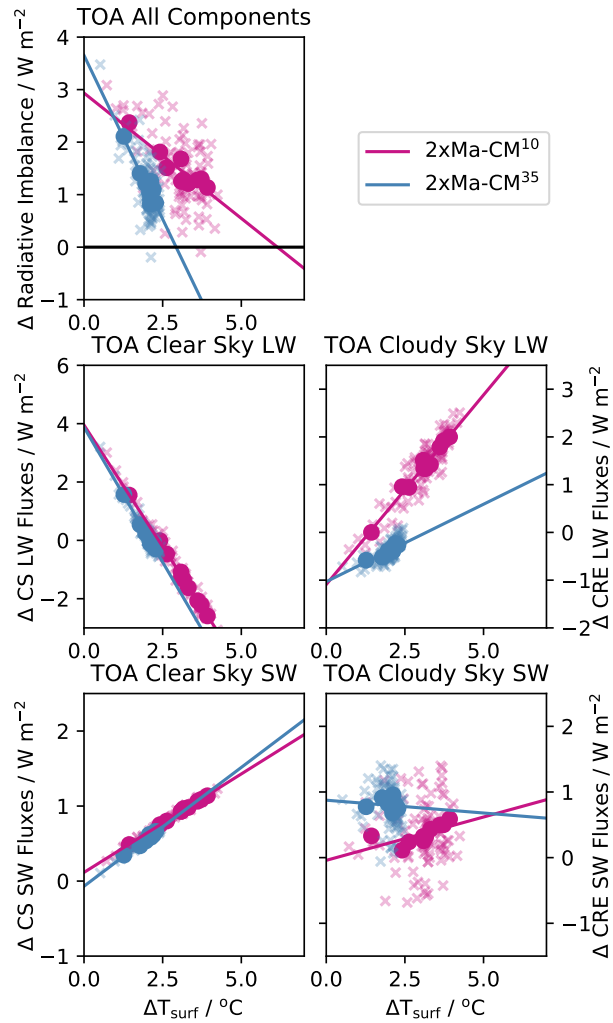 TOA All Components
Δ Radiative Imbalance / W m⁻²
4
3
2
1
0
−1
0.0 2.5 5.0
2xMa-CM¹⁰
2xMa-CM³⁵
TOA Clear Sky LW
Δ CS LW Fluxes / W m⁻²
6
4
2
0
−2
0.0 2.5 5.0
TOA Cloudy Sky LW
Δ CRE LW Fluxes / W m⁻²
3
2
1
0
−1
−2
0.0 2.5 5.0
TOA Clear Sky SW
Δ CS SW Fluxes / W m⁻²
2
1
0
−1
0.0 2.5 5.0
ΔT_surf / °C
TOA Cloudy Sky SW
Δ CRE SW Fluxes / W m⁻²
2
1
0
−1
0.0 2.5 5.0
ΔT_surf / °C